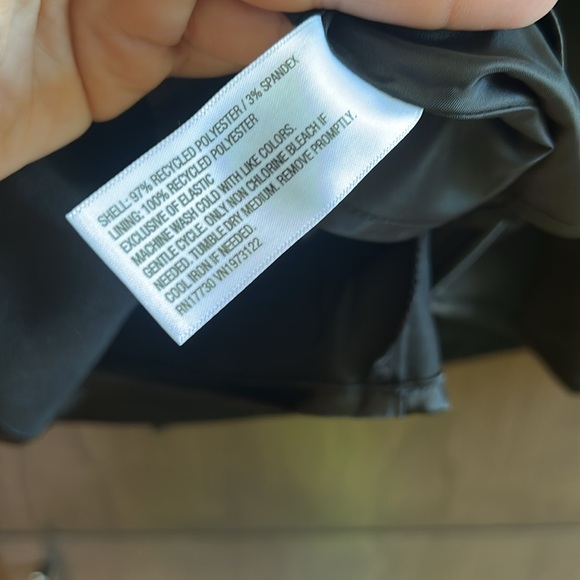 SHELL: 97% RECYCLED POLYESTER / 3% SPANDEX
LINING: 100% RECYCLED POLYESTER
EXCLUSIVE OF ELASTIC
MACHINE WASH COLD WITH LIKE COLORS.
GENTLE CYCLE. ONLY NON CHLORINE BLEACH IF
NEEDED. TUMBLE DRY MEDIUM. REMOVE PROMPTLY.
COOL IRON IF NEEDED.
RN17730 VN1973122